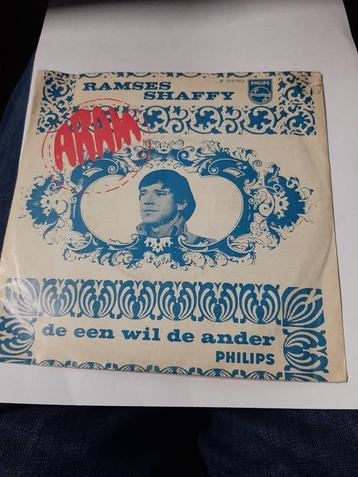 PHILIPS
RAMSES
SHAFFY
ARAM
de een wil de ander
PHILIPS